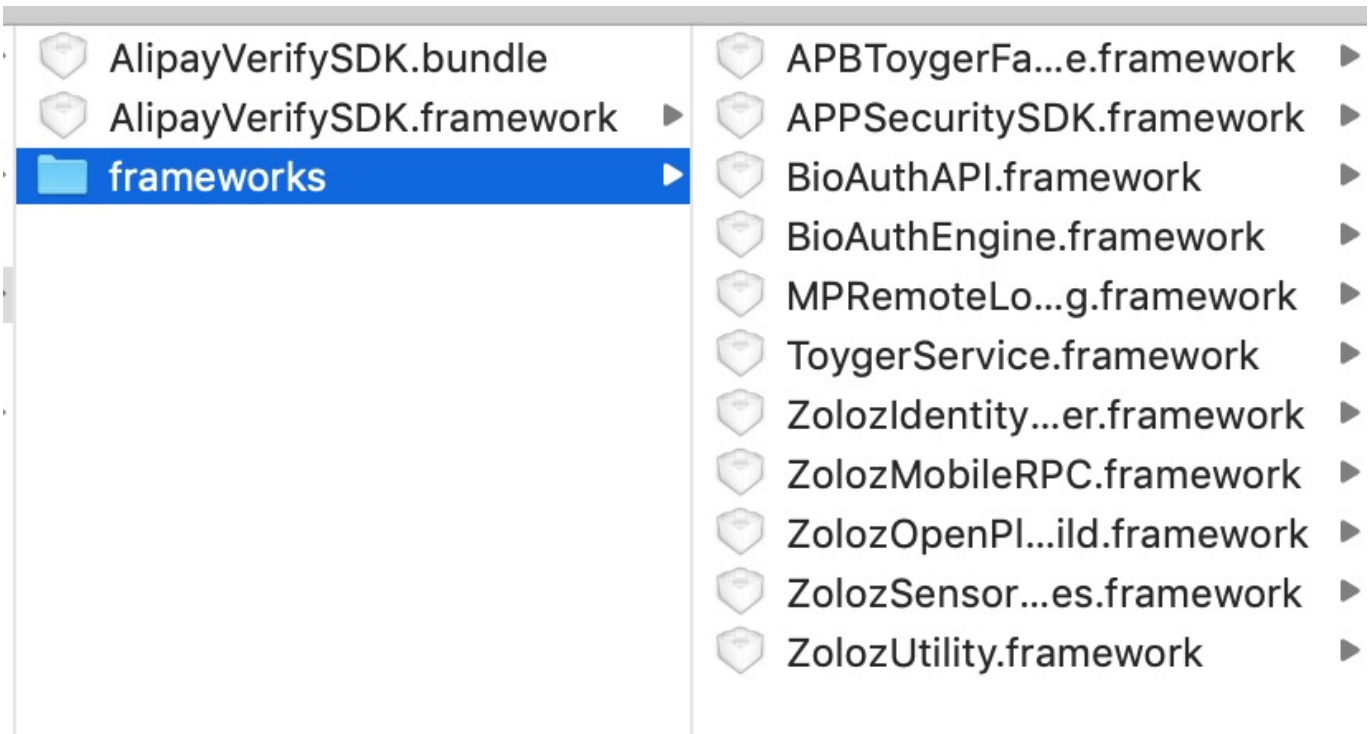 AlipayVerifySDK.bundle
AlipayVerifySDK.framework
frameworks
APBToygerFa...e.framework
APPSecuritySDK.framework
BioAuthAPI.framework
BioAuthEngine.framework
MPRemoteLo...g.framework
ToygerService.framework
ZolozIdentity...er.framework
ZolozMobileRPC.framework
ZolozOpenPl...ild.framework
ZolozSensor...es.framework
ZolozUtility.framework